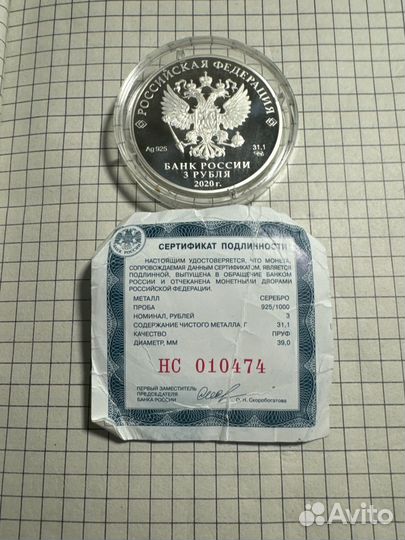 РОССИЙСКАЯ ФЕДЕРАЦИЯ
Ag 925
31,1
БАНК РОССИИ
3 РУБЛЯ
2020 г.
СЕРТИФИКАТ ПОДЛИННОСТИ
НАСТОЯЩИМ УДОСТОВЕРЯЕТСЯ, ЧТО МОНЕТА,
СОПРОВОЖДАЕМАЯ ДАННЫМ СЕРТИФИКАТОМ, ЯВЛЯЕТСЯ
ПОДЛИННОЙ, ВЫПУЩЕНА В ОБРАЩЕНИЕ БАНКОМ
РОССИИ И ОТЧЕКАНЕНА МОНЕТНЫМИ ДВОРАМИ
РОССИЙСКОЙ ФЕДЕРАЦИИ.
МЕТАЛЛ СЕРЕБРО
ПРОБА 925/1000
НОМИНАЛ, РУБЛЕЙ 3
СОДЕРЖАНИЕ ЧИСТОГО МЕТАЛЛА, Г 31,1
КАЧЕСТВО ПРУФ
ДИАМЕТР, ММ 39,0
НС 010474
ПЕРВЫЙ ЗАМЕСТИТЕЛЬ
ПРЕДСЕДАТЕЛЯ
БАНКА РОССИИ О. Н. Скоробогатова
Avito